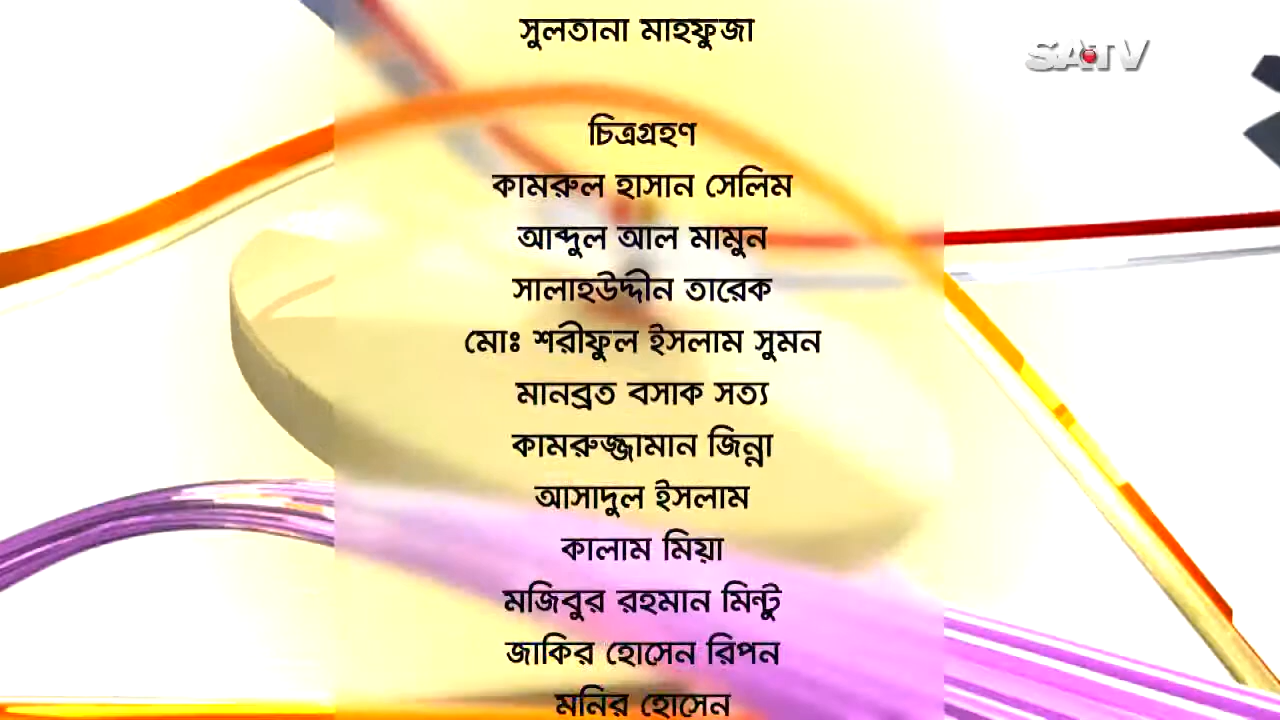 সুলতানা মাহফুজা
SATV
চিত্রগ্রহণ
কামরুল হাসান সেলিম
আব্দুল আল মামুন
সালাহউদ্দীন তারেক
মোঃ শরীফুল ইসলাম সুমন
মানব্রত বসাক সত্য
কামরুজ্জামান জিন্না
আসাদুল ইসলাম
কালাম মিয়া
মজিবুর রহমান মিন্টু
জাকির হোসেন রিপন
মনির হোসেন